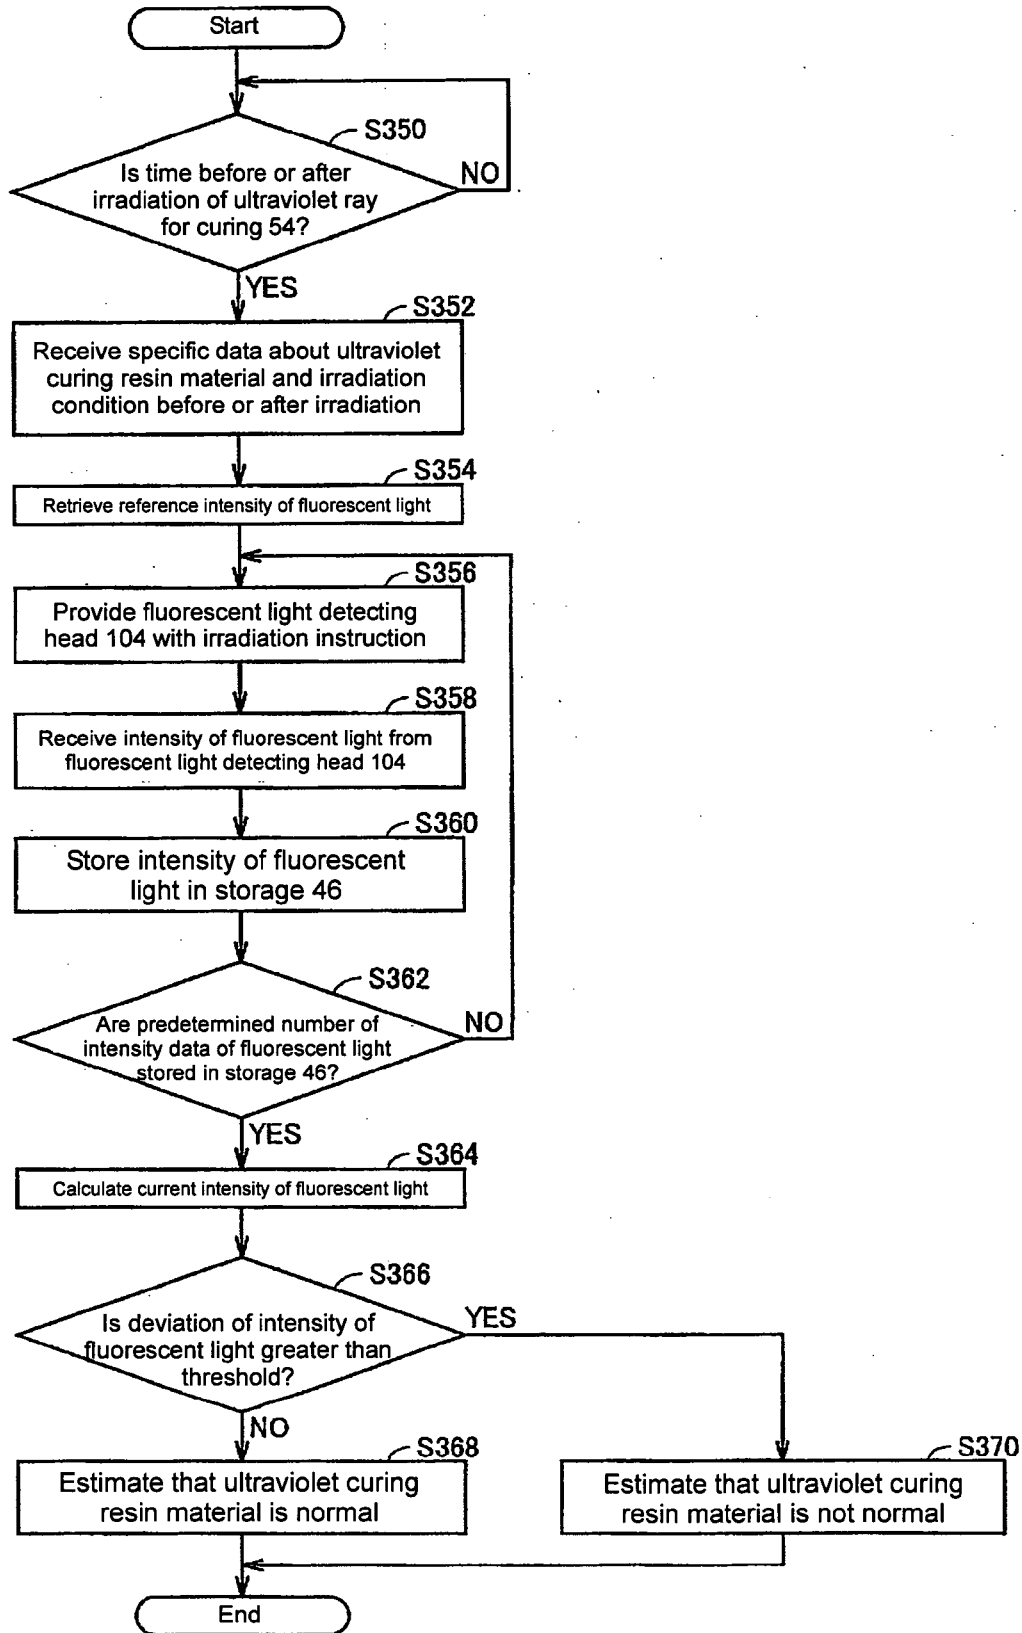 Start
S350
Is time before or after
irradiation of ultraviolet ray
for curing 54?
NO
YES
S352
Receive specific data about ultraviolet
curing resin material and irradiation
condition before or after irradiation
S354
Retrieve reference intensity of fluorescent light
S356
Provide fluorescent light detecting
head 104 with irradiation instruction
S358
Receive intensity of fluorescent light from
fluorescent light detecting head 104
S360
Store intensity of fluorescent
light in storage 46
S362
Are predetermined number of
intensity data of fluorescent light
stored in storage 46?
NO
YES
S364
Calculate current intensity of fluorescent light
S366
Is deviation of intensity of
fluorescent light greater than
threshold?
YES
NO
S368
Estimate that ultraviolet curing
resin material is normal
S370
Estimate that ultraviolet curing
resin material is not normal
End